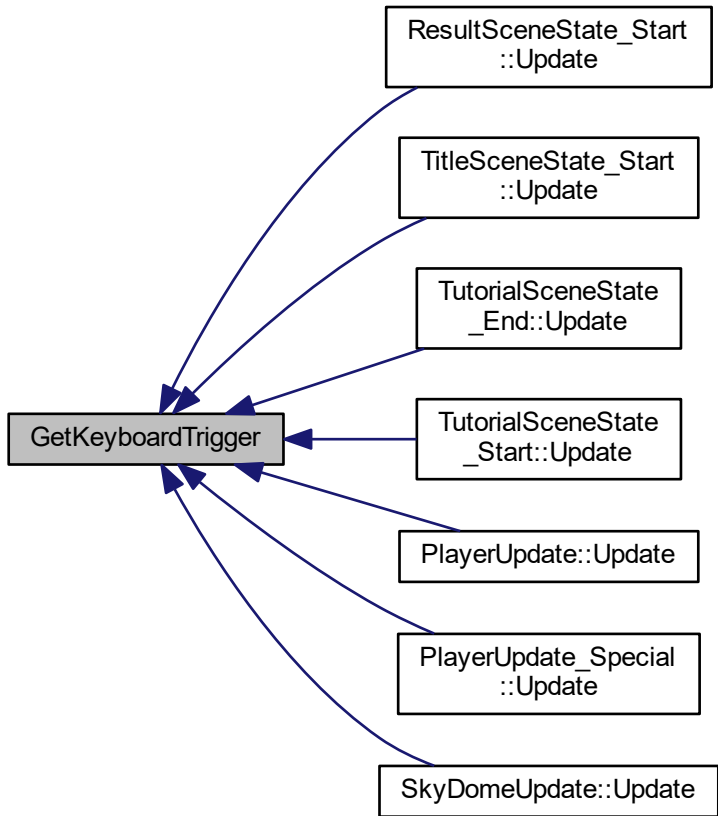 ResultSceneState_Start
::Update
TitleSceneState_Start
::Update
TutorialSceneState
_End::Update
GetKeyboardTrigger
TutorialSceneState
_Start::Update
PlayerUpdate::Update
PlayerUpdate_Special
::Update
SkyDomeUpdate::Update